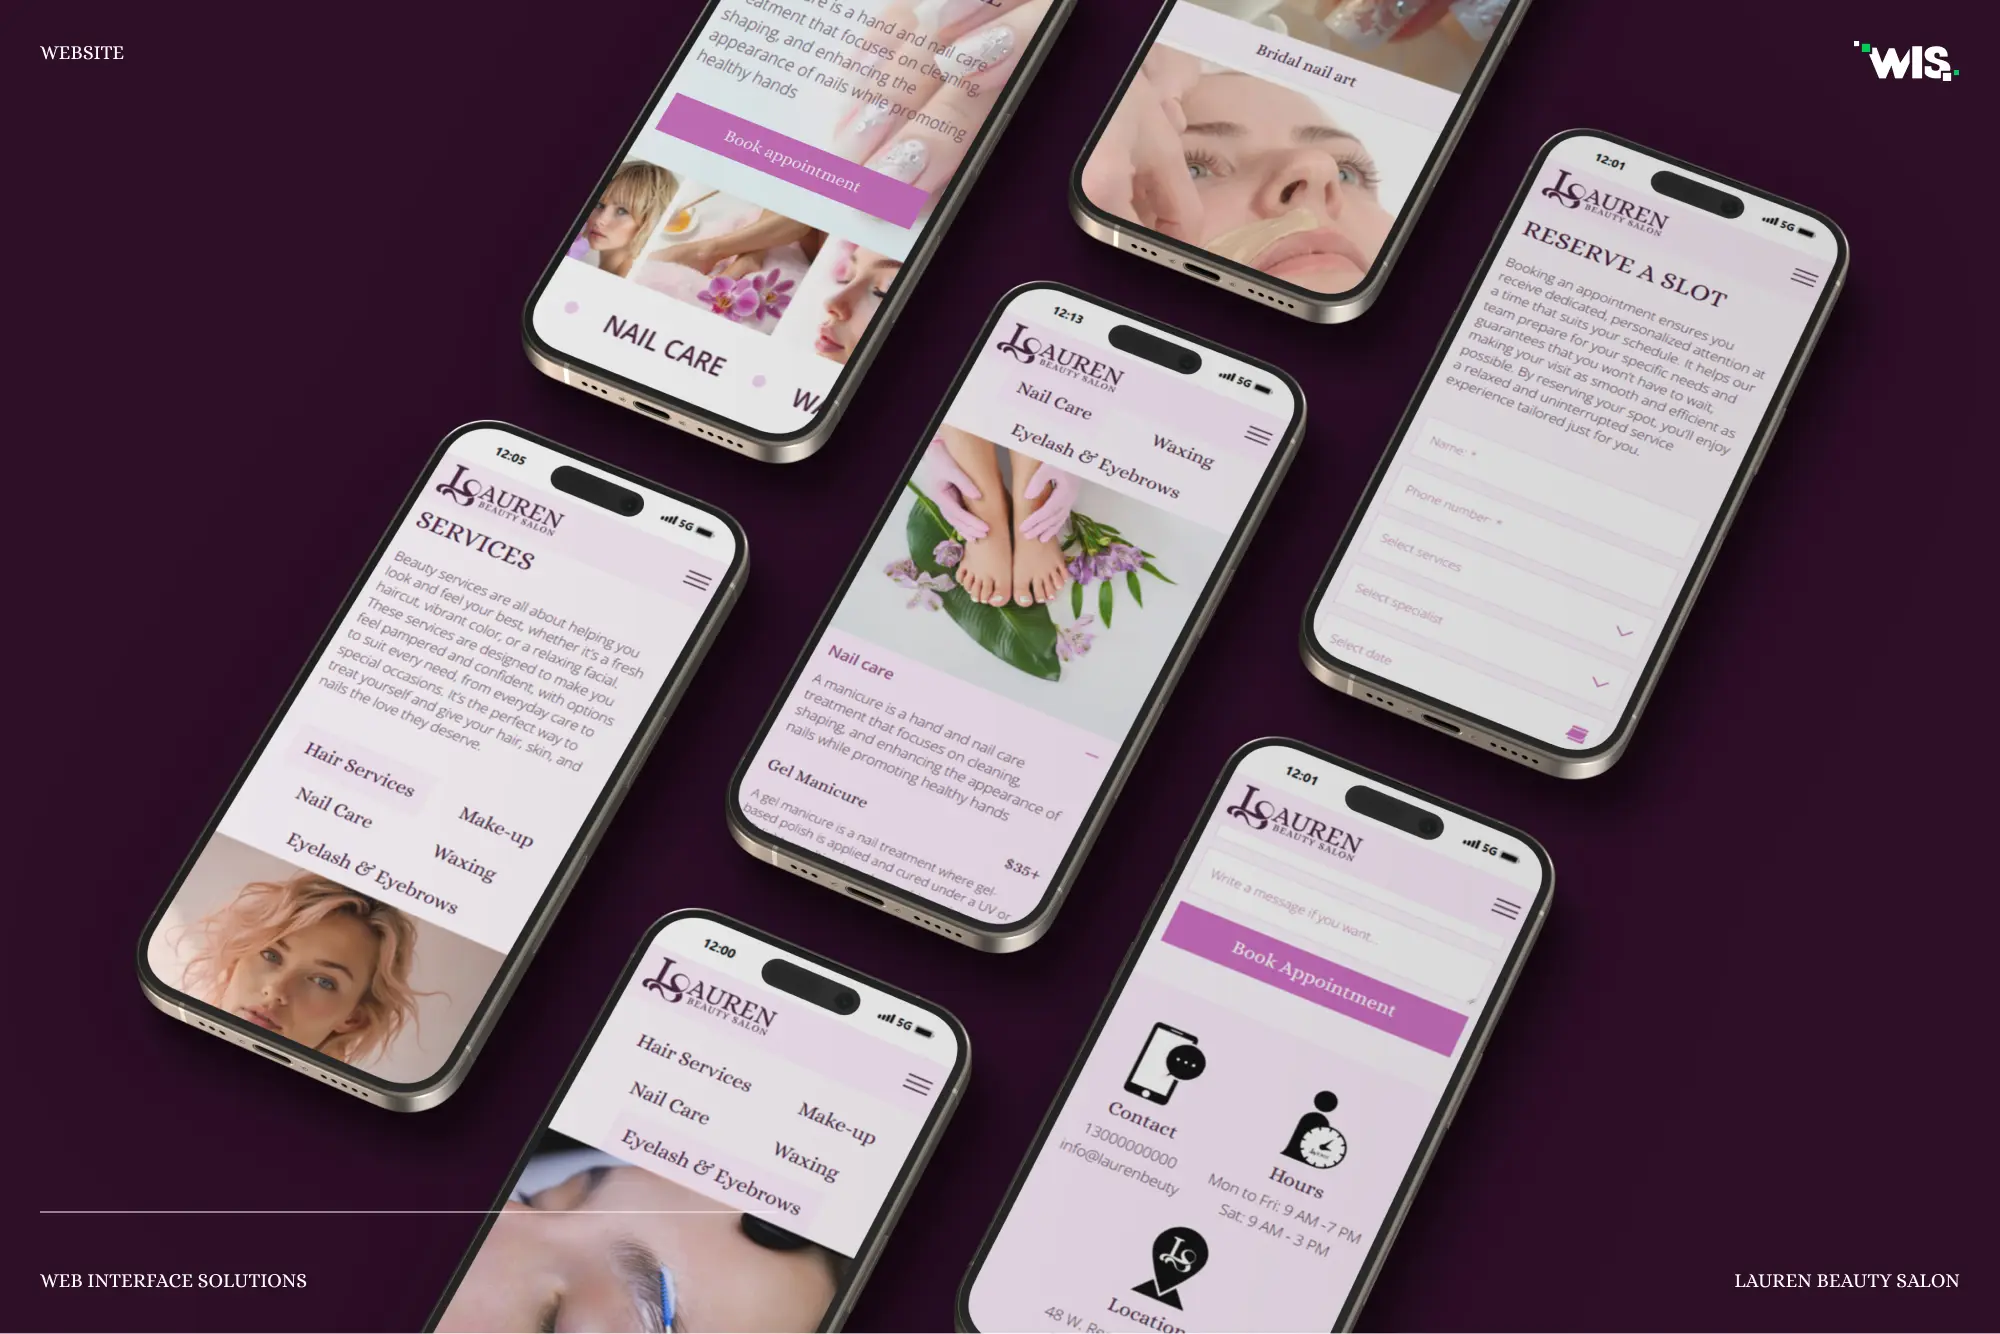 WEBSITE
WIS.
re is a hand and nail care
eatment that focuses on cleaning,
shaping, and enhancing the
appearance of nails while promoting
healthy hands
Book appointment
NAIL CARE
Bridal nail art
12:01
5G
LAUREN
BEAUTY SALON
RESERVE A SLOT
Booking an appointment ensures you
receive dedicated, personalized attention at
a time that suits your schedule. It helps our
team prepare for your specific needs and
guarantees that you won't have to wait,
making your visit as smooth and efficient as
possible. By reserving your spot, you'll enjoy
a relaxed and uninterrupted service
experience tailored just for you.
Name: *
Phone number: *
Select services
Select specialist
Select date
12:13
5G
LAUREN
BEAUTY SALON
Nail Care
Waxing
Eyelash & Eyebrows
Nail care
A manicure is a hand and nail care
treatment that focuses on cleaning,
shaping, and enhancing the appearance of
nails while promoting healthy hands
Gel Manicure
$35+
A gel manicure is a nail treatment where gel-
based polish is applied and cured under a UV or
12:05
5G
LAUREN
BEAUTY SALON
SERVICES
Beauty services are all about helping you
look and feel your best, whether it's a fresh
haircut, vibrant color, or a relaxing facial.
These services are designed to make you
feel pampered and confident, with options
to suit every need, from everyday care to
special occasions. It's the perfect way to
treat yourself and give your hair, skin, and
nails the love they deserve.
Hair Services
Make-up
Nail Care
Waxing
Eyelash & Eyebrows
12:00
5G
LAUREN
BEAUTY SALON
Hair Services
Make-up
Nail Care
Waxing
Eyelash & Eyebrows
12:01
5G
LAUREN
BEAUTY SALON
Write a message if you want...
Book Appointment
Contact
13000000000
info@laurenbeuty
Hours
Mon to Fri: 9 AM -7 PM
Sat: 9 AM - 3 PM
Location
48 W.
WEB INTERFACE SOLUTIONS
LAUREN BEAUTY SALON